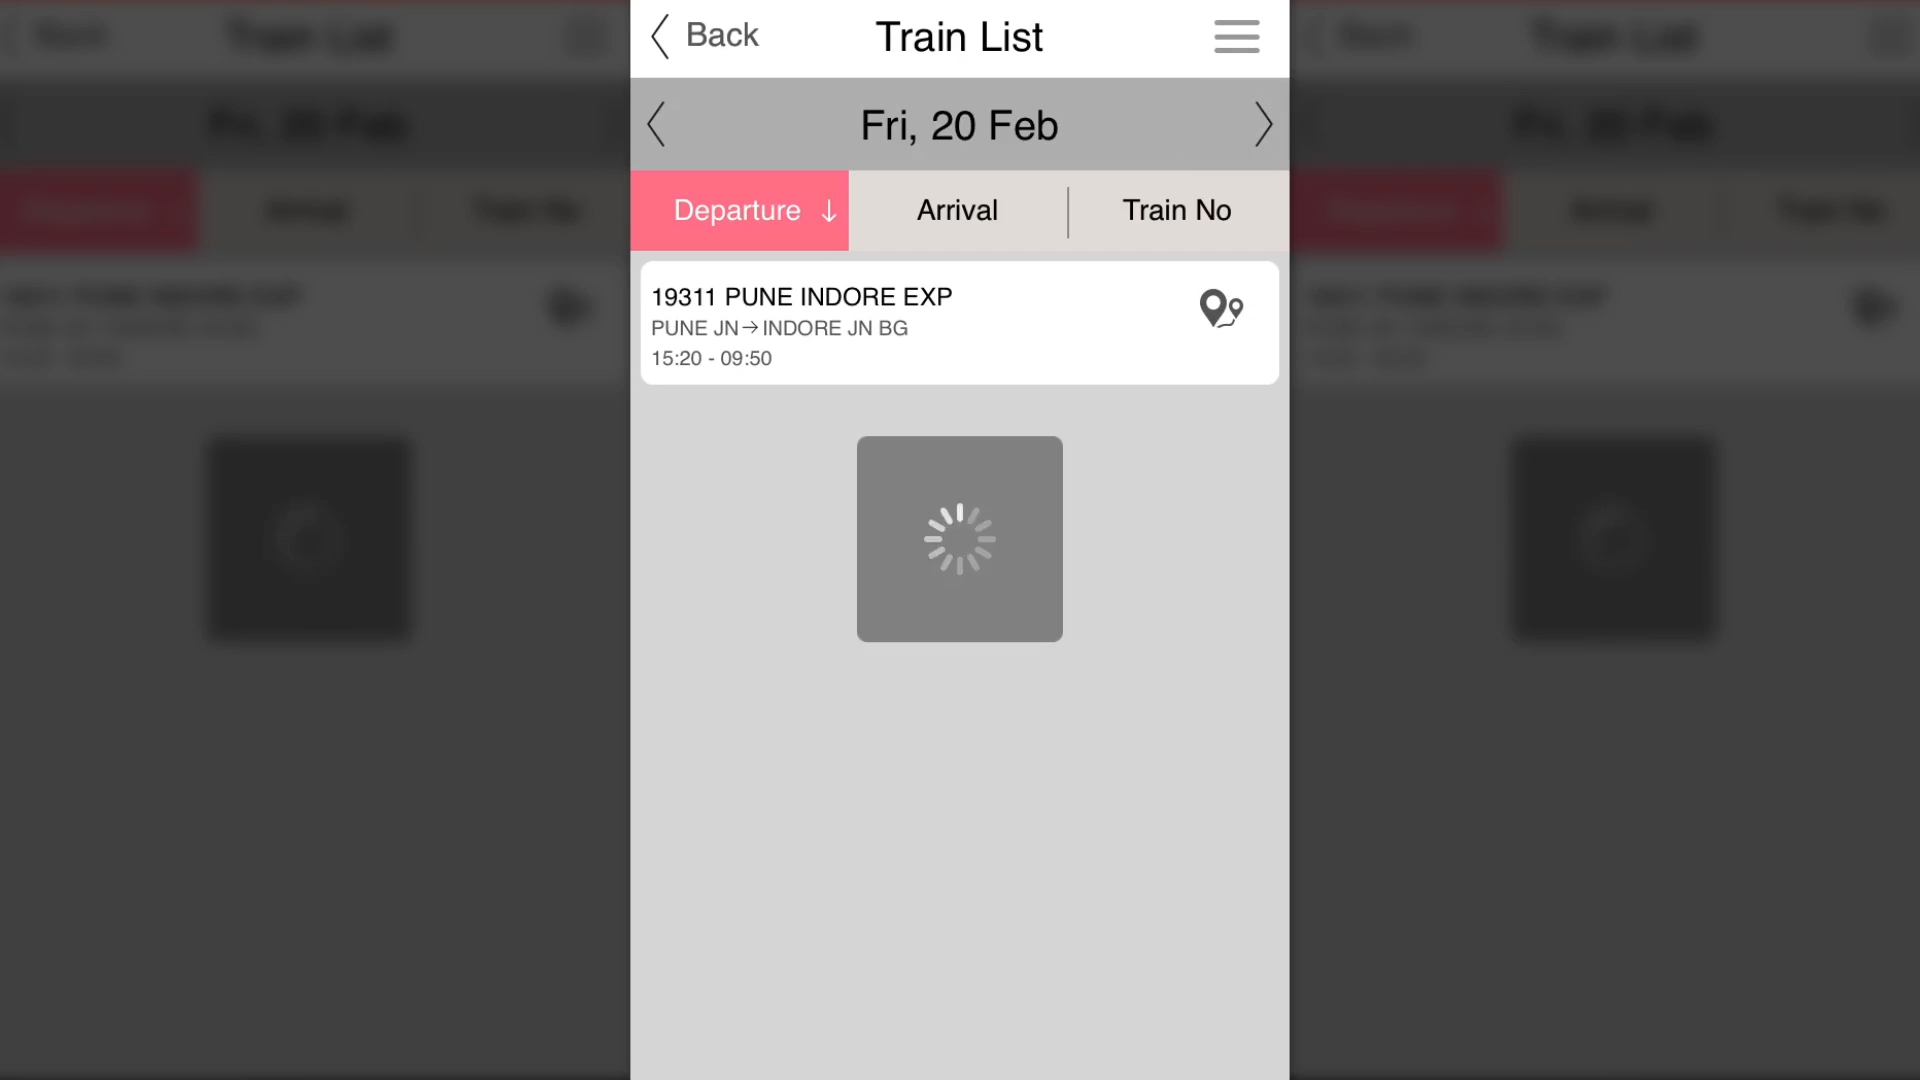 Back
Train List
Fri, 20 Feb
Departure ↓
Arrival
Train No
19311 PUNE INDORE EXP
PUNE JN→INDORE JN BG
15:20 - 09:50